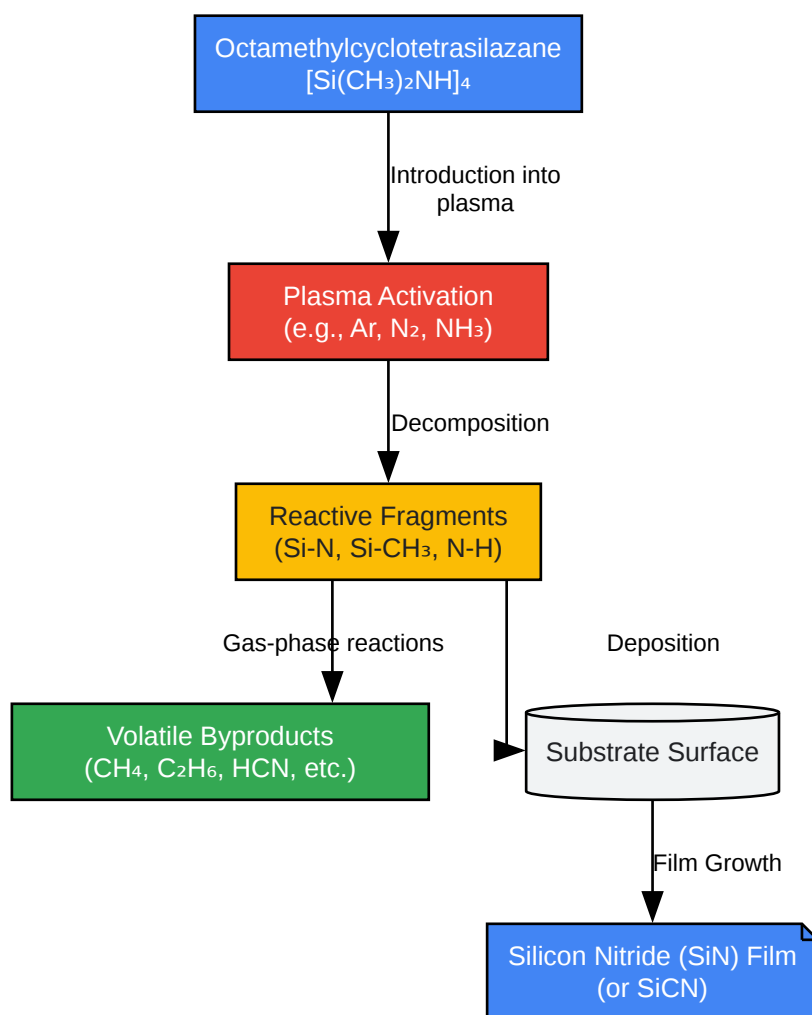 Octamethylcyclotetrasilazane
[Si(CH₃)₂NH]₄
Introduction into
plasma
Plasma Activation
(e.g., Ar, N₂, NH₃)
Decomposition
Reactive Fragments
(Si-N, Si-CH₃, N-H)
Gas-phase reactions
Deposition
Volatile Byproducts
(CH₄, C₂H₆, HCN, etc.)
Substrate Surface
Film Growth
Silicon Nitride (SiN) Film
(or SiCN)